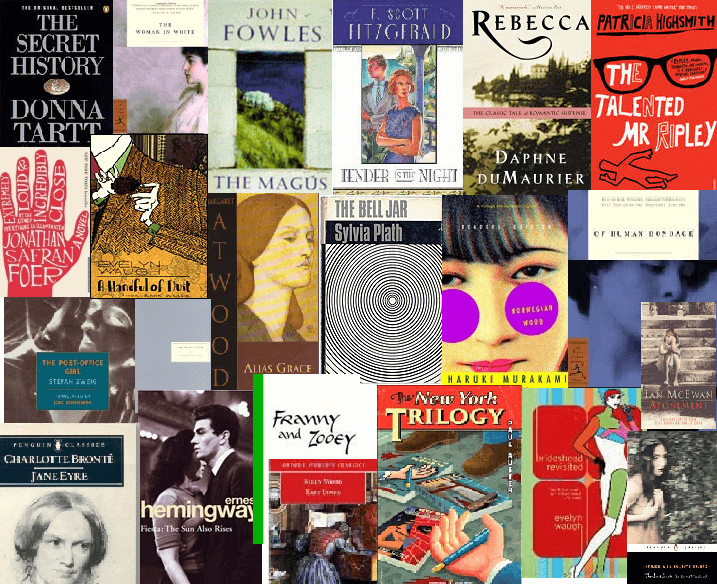 THE ORIGINAL BESTSELLER
THE
SECRET
HISTORY
DONNA
TARTT
THE
WOMAN IN WHITE
JOHN
FOWLES
THE MAGUS
F. SCOTT
FITZGERALD
TENDER IS THE NIGHT
REBECCA
THE CLASSIC TALE of ROMANTIC SUSPENSE
DAPHNE
DUMAURIER
PATRICIA HIGHSMITH
THE
TALENTED
MR RIPLEY
EXTREMELY
LOUD &
INCREDIBLY
CLOSE
JONATHAN
SAFRAN
FOER
A NOVEL
EVELYN
WAUGH
A Handful of Dust
MARGARET
ATWOOD
ALIAS GRACE
THE BELL JAR
Sylvia Plath
NORWEGIAN
WOOD
HARUKI MURAKAMI
OF HUMAN BONDAGE
THE POST-OFFICE
GIRL
STEFAN ZWEIG
IAN McEWAN
ATONEMENT
PENGUIN CLASSICS
CHARLOTTE BRONTË
JANE EYRE
ernest
hemingway
Fiesta: The Sun Also Rises
FRANNY
and ZOOEY
ELLEN WOOD
EAST LYNNE
The New York
TRILOGY
PAUL AUSTER
brideshead
revisited
evelyn
waugh